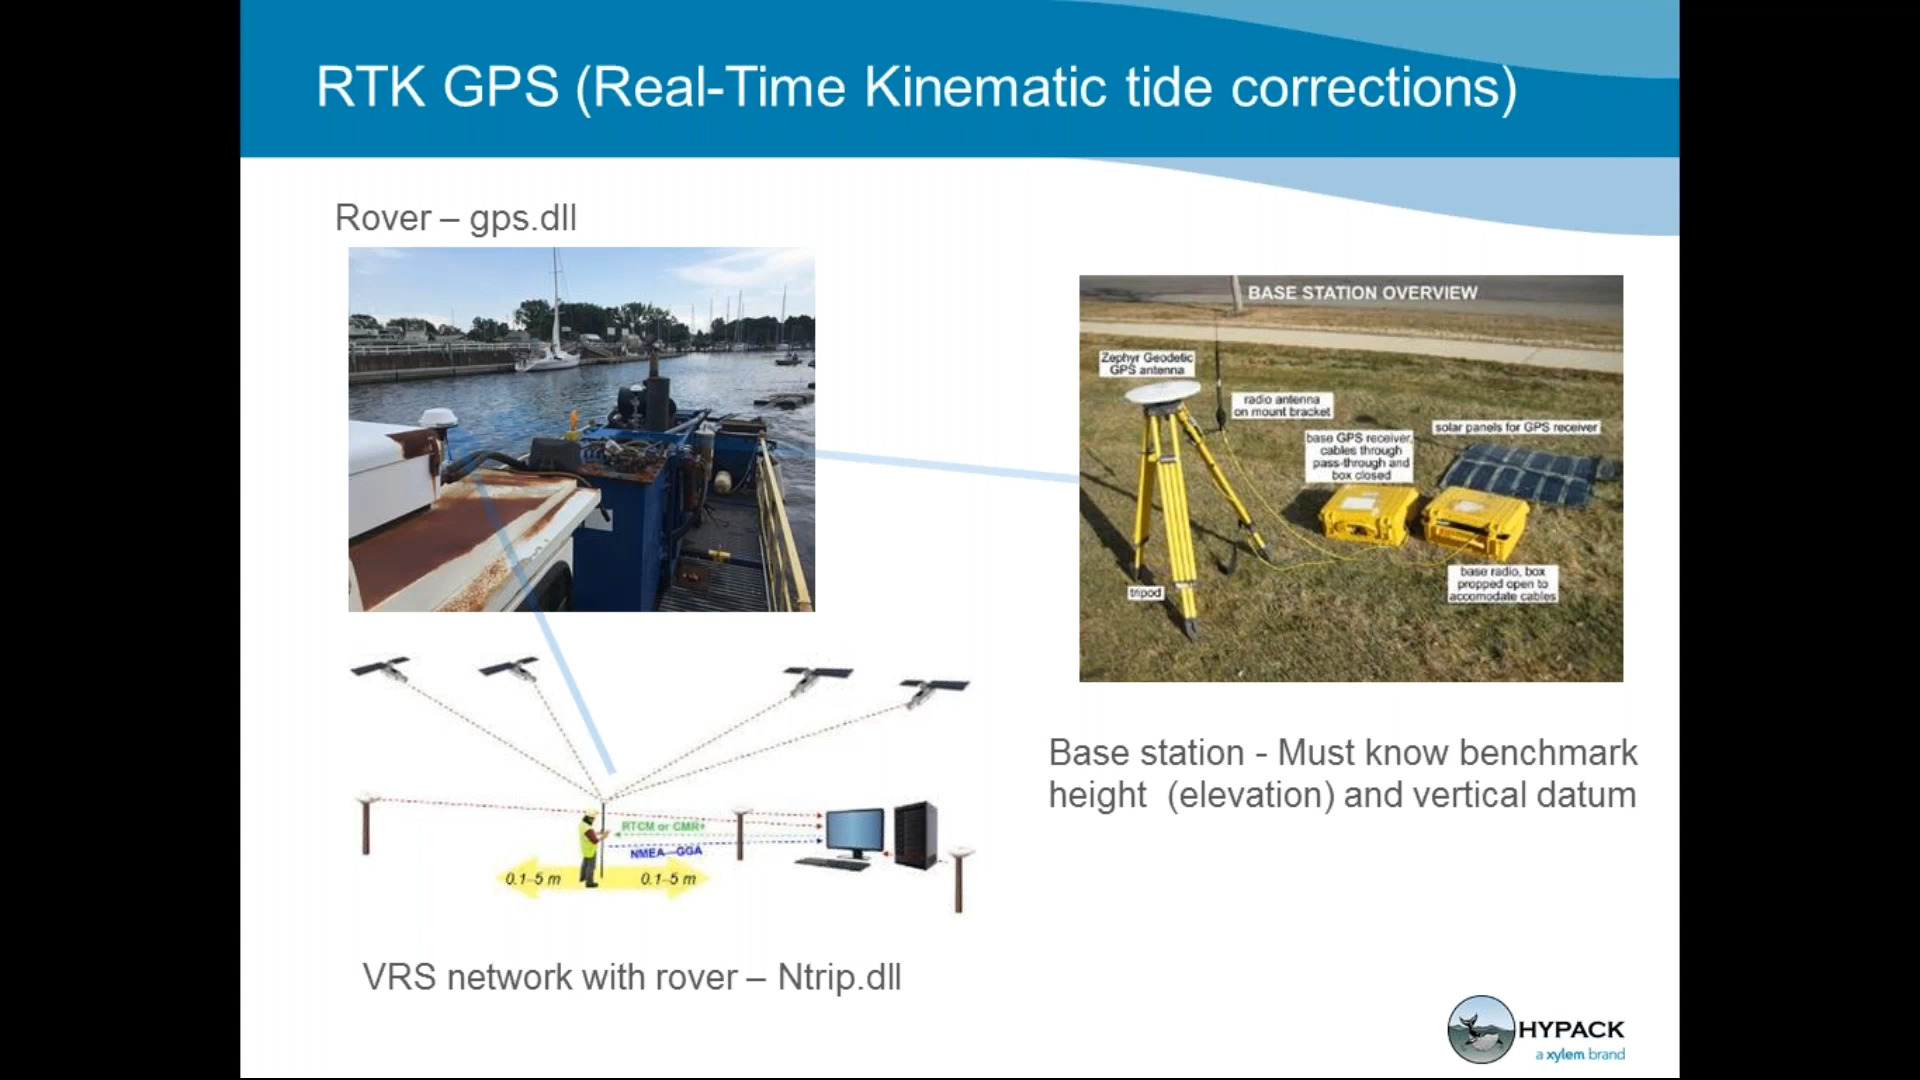 RTK GPS (Real-Time Kinematic tide corrections)
Rover – gps.dll
BASE STATION OVERVIEW
Zephyr Geodetic
GPS antenna
radio antenna
on mount bracket
base GPS receiver,
cables through
pass-through and
box closed
solar panels for GPS receiver
tripod
base radio, box
propped open to
accomodate cables
RTCM or CMR+
NMEA–GGA
0.1–5 m
0.1–5 m
Base station - Must know benchmark
height (elevation) and vertical datum
VRS network with rover – Ntrip.dll
HYPACK
a xylem brand